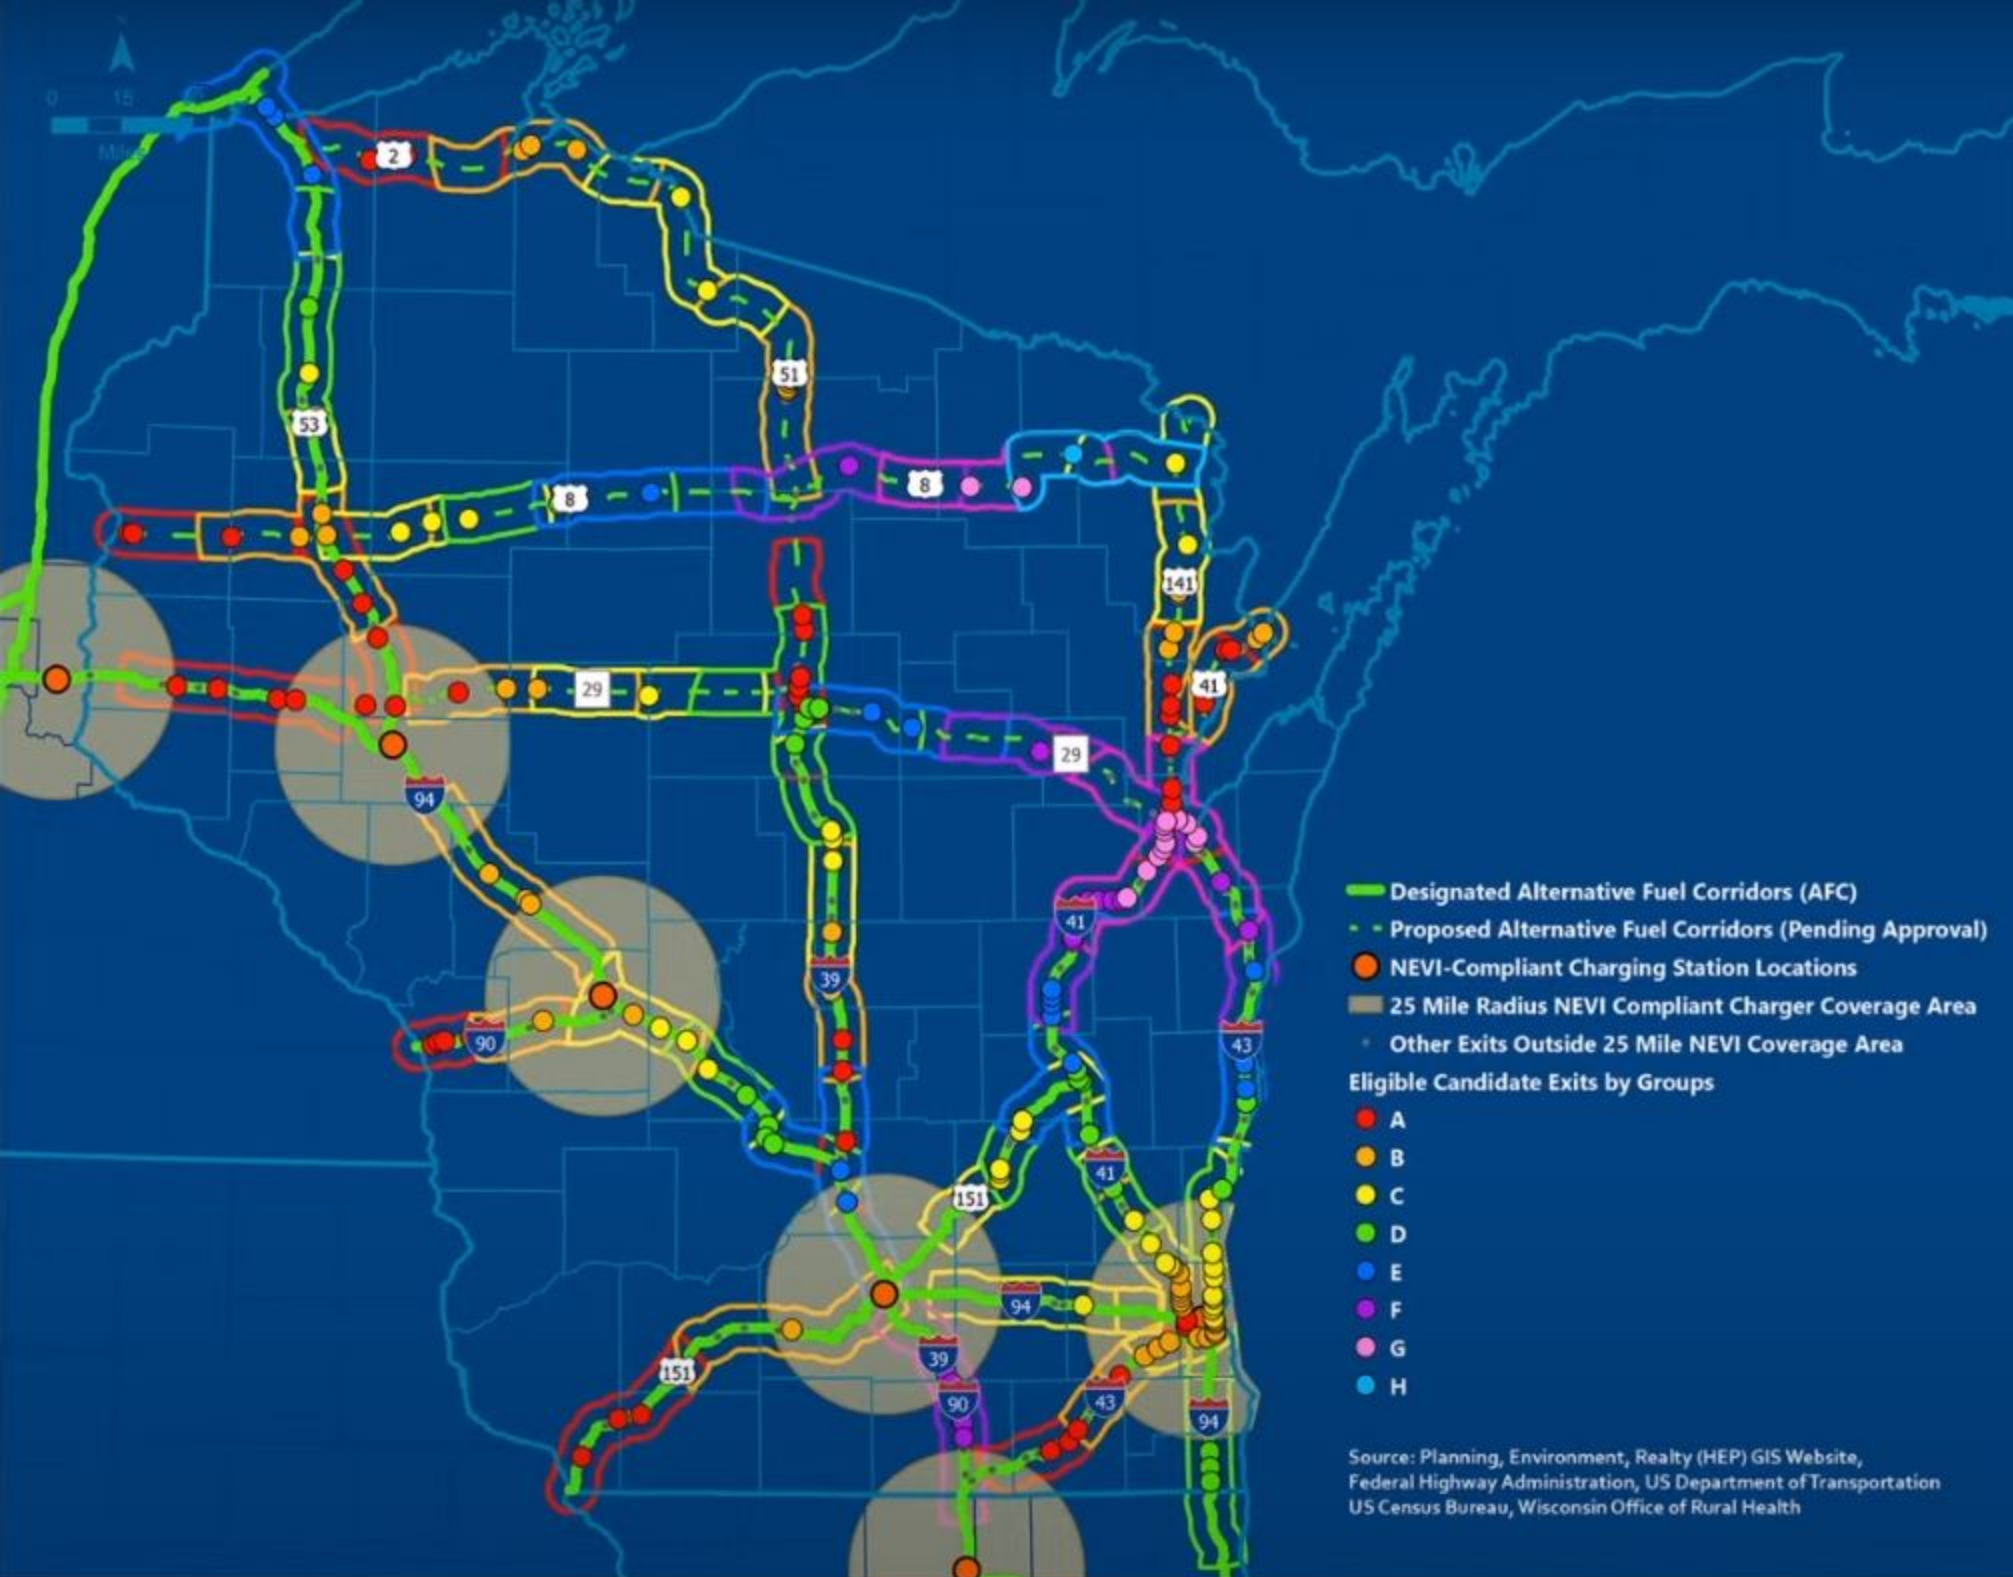 0 15
Miles
2
51
53
8
8
141
41
29
29
94
41
39
90
43
151
41
94
39
151
90
43
94
Designated Alternative Fuel Corridors (AFC)
Proposed Alternative Fuel Corridors (Pending Approval)
NEVI-Compliant Charging Station Locations
25 Mile Radius NEVI Compliant Charger Coverage Area
Other Exits Outside 25 Mile NEVI Coverage Area
Eligible Candidate Exits by Groups
A
B
C
D
E
F
G
H
Source: Planning, Environment, Realty (HEP) GIS Website,
Federal Highway Administration, US Department of Transportation
US Census Bureau, Wisconsin Office of Rural Health